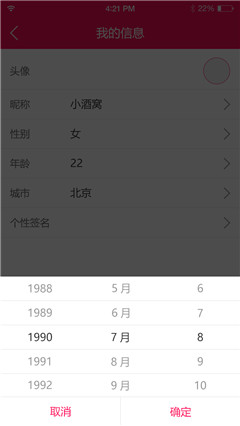 4:21 PM 22%
我的信息
头像
昵称 小酒窝
性别 女
年龄 22
城市 北京
个性签名
1988 5月 6
1989 6月 7
1990 7月 8
1991 8月 9
1992 9月 10
取消 确定